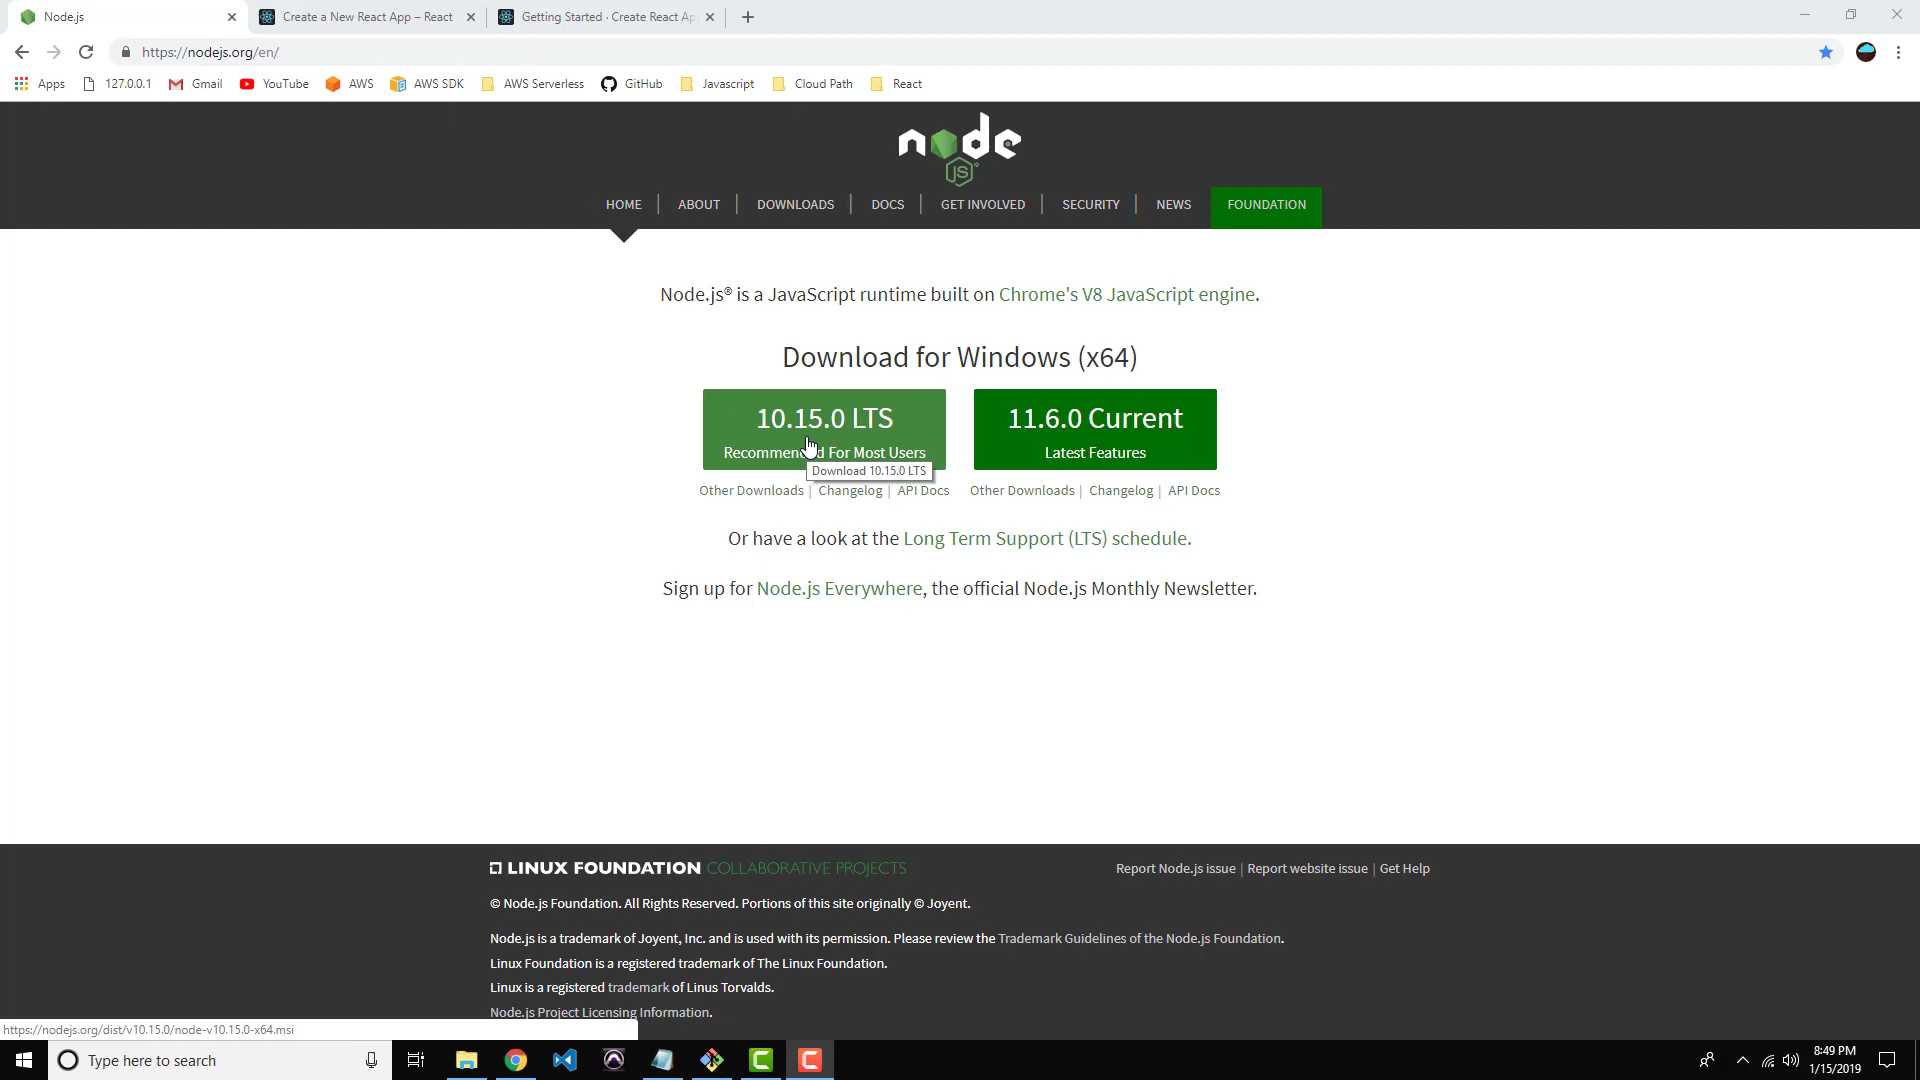 Node.js
Create a New React App – React
Getting Started · Create React Ap
https://nodejs.org/en/
Apps 127.0.0.1 Gmail YouTube AWS AWS SDK AWS Serverless GitHub Javascript Cloud Path React
node
JS
HOME | ABOUT | DOWNLOADS | DOCS | GET INVOLVED | SECURITY | NEWS FOUNDATION
Node.js® is a JavaScript runtime built on Chrome's V8 JavaScript engine.
Download for Windows (x64)
10.15.0 LTS
Recommended For Most Users
Download 10.15.0 LTS
11.6.0 Current
Latest Features
Other Downloads | Changelog | API Docs
Other Downloads | Changelog | API Docs
Or have a look at the Long Term Support (LTS) schedule.
Sign up for Node.js Everywhere, the official Node.js Monthly Newsletter.
LINUX FOUNDATION COLLABORATIVE PROJECTS
Report Node.js issue | Report website issue | Get Help
© Node.js Foundation. All Rights Reserved. Portions of this site originally © Joyent.
Node.js is a trademark of Joyent, Inc. and is used with its permission. Please review the Trademark Guidelines of the Node.js Foundation.
Linux Foundation is a registered trademark of The Linux Foundation.
Linux is a registered trademark of Linus Torvalds.
Node.js Project Licensing Information.
https://nodejs.org/dist/v10.15.0/node-v10.15.0-x64.msi
Type here to search
8:49 PM
1/15/2019